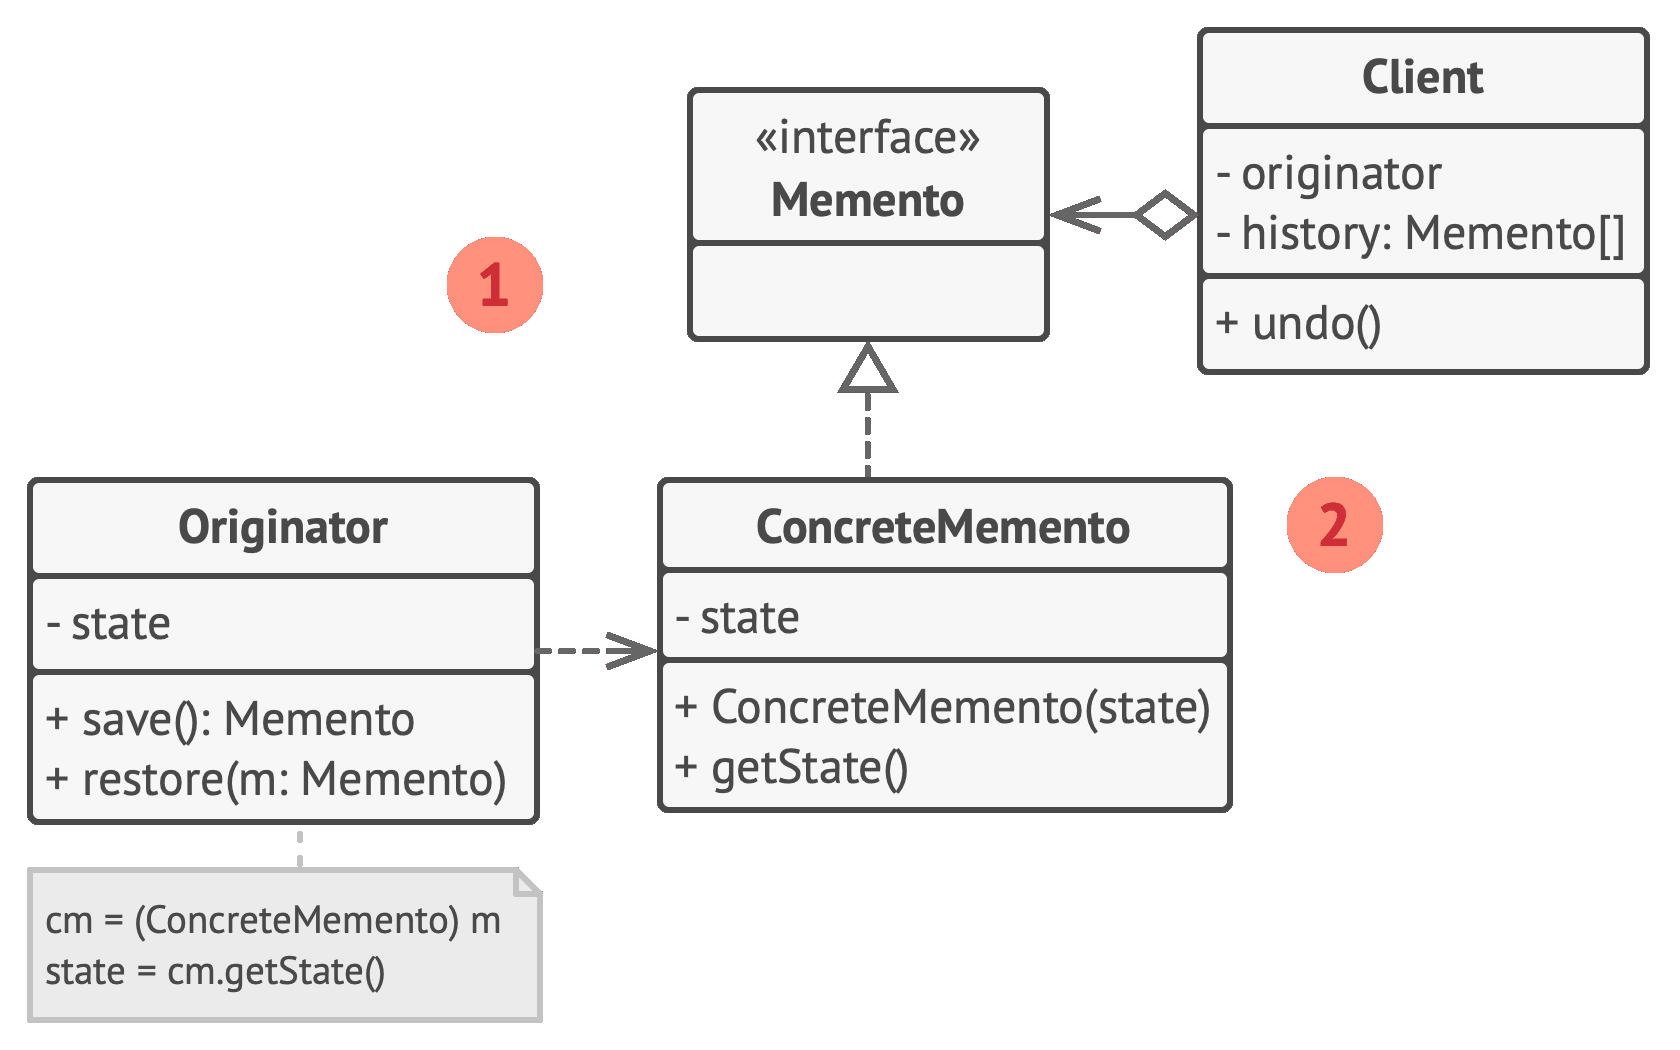 Client
- originator
- history: Memento[]
+ undo()
«interface»
Memento
1
Originator
- state
+ save(): Memento
+ restore(m: Memento)
ConcreteMemento
- state
+ ConcreteMemento(state)
+ getState()
2
cm = (ConcreteMemento) m
state = cm.getState()